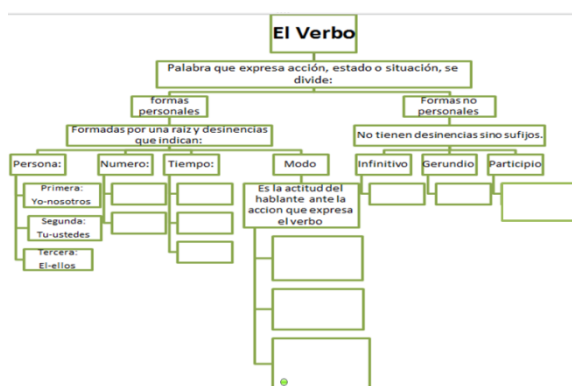 El Verbo
Palabra que expresa acción, estado o situación, se
divide:
formas
personales
Formas no
personales
Formadas por una raiz y desinencias
que indican:
No tienen desinencias sino sufijos.
Persona:
Numero:
Tiempo:
Modo
Infinitivo
Gerundio
Participio
Primera:
Yo-nosotros
Segunda:
Tu-ustedes
Tercera:
El-ellos
Es la actitud del
hablante ante la
accion que expresa
el verbo